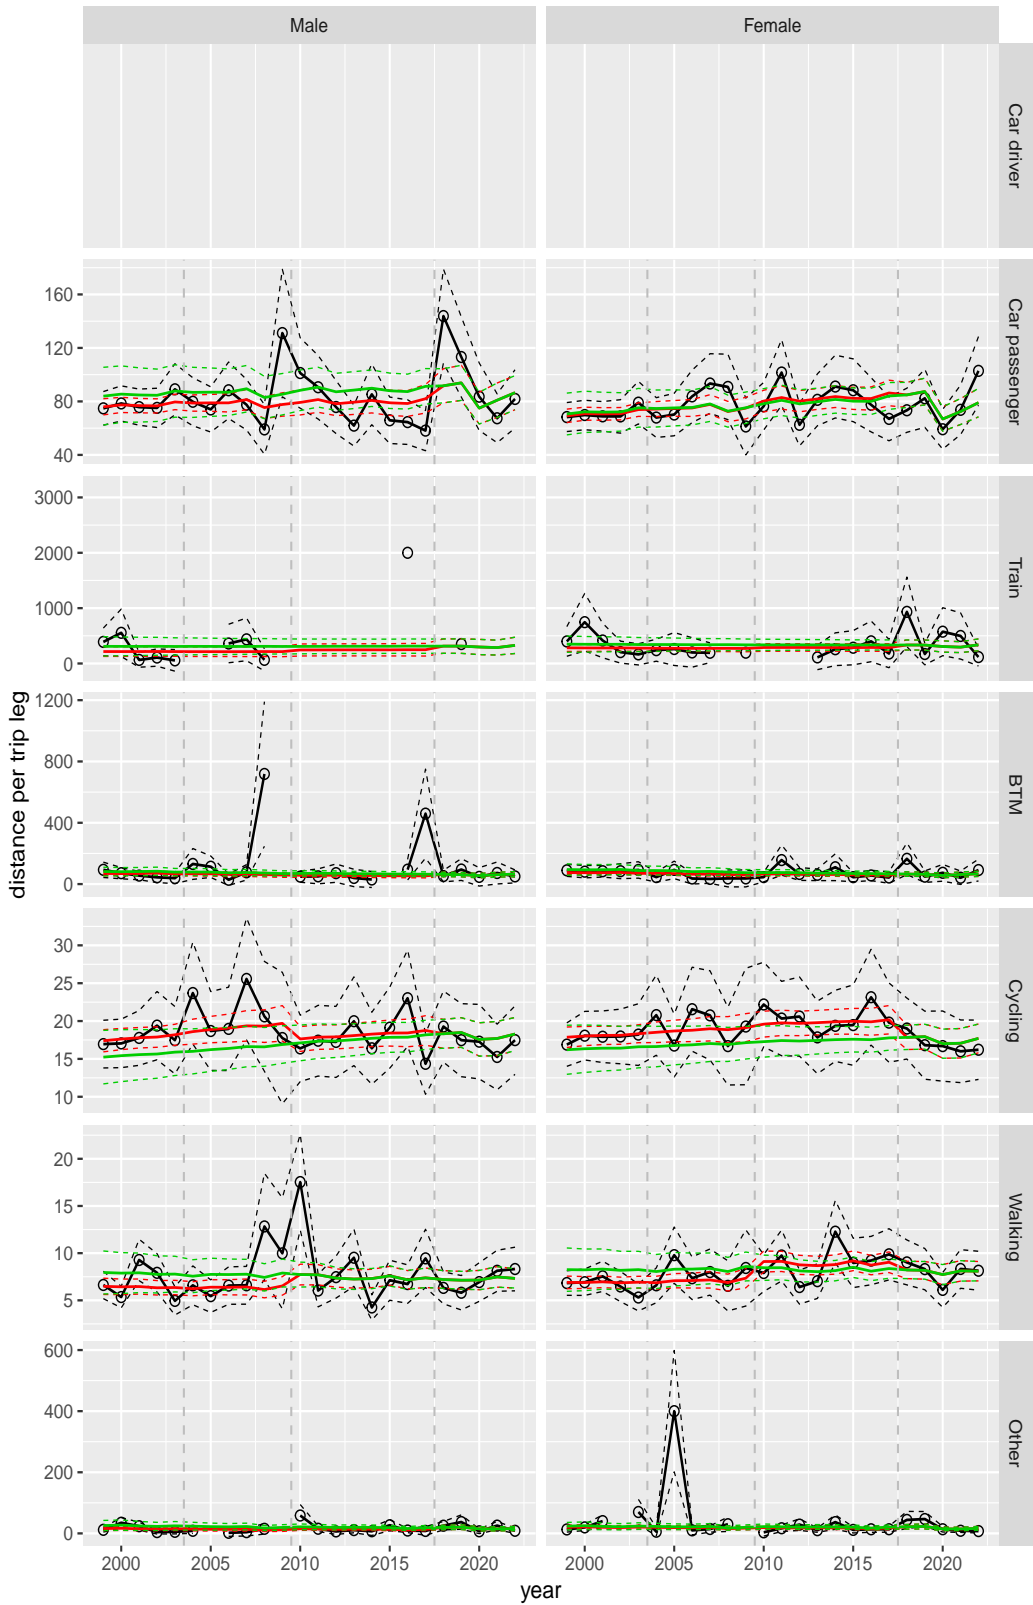 Male Female
Car driver
160
120
80
40
Car passenger
3000
2000
1000
0
Train
1200
800
400
0
BTM
30
25
20
15
10
Cycling
20
15
10
5
Walking
600
400
200
0
Other
2000 2005 2010 2015 2020 2000 2005 2010 2015 2020
year
distance per trip leg